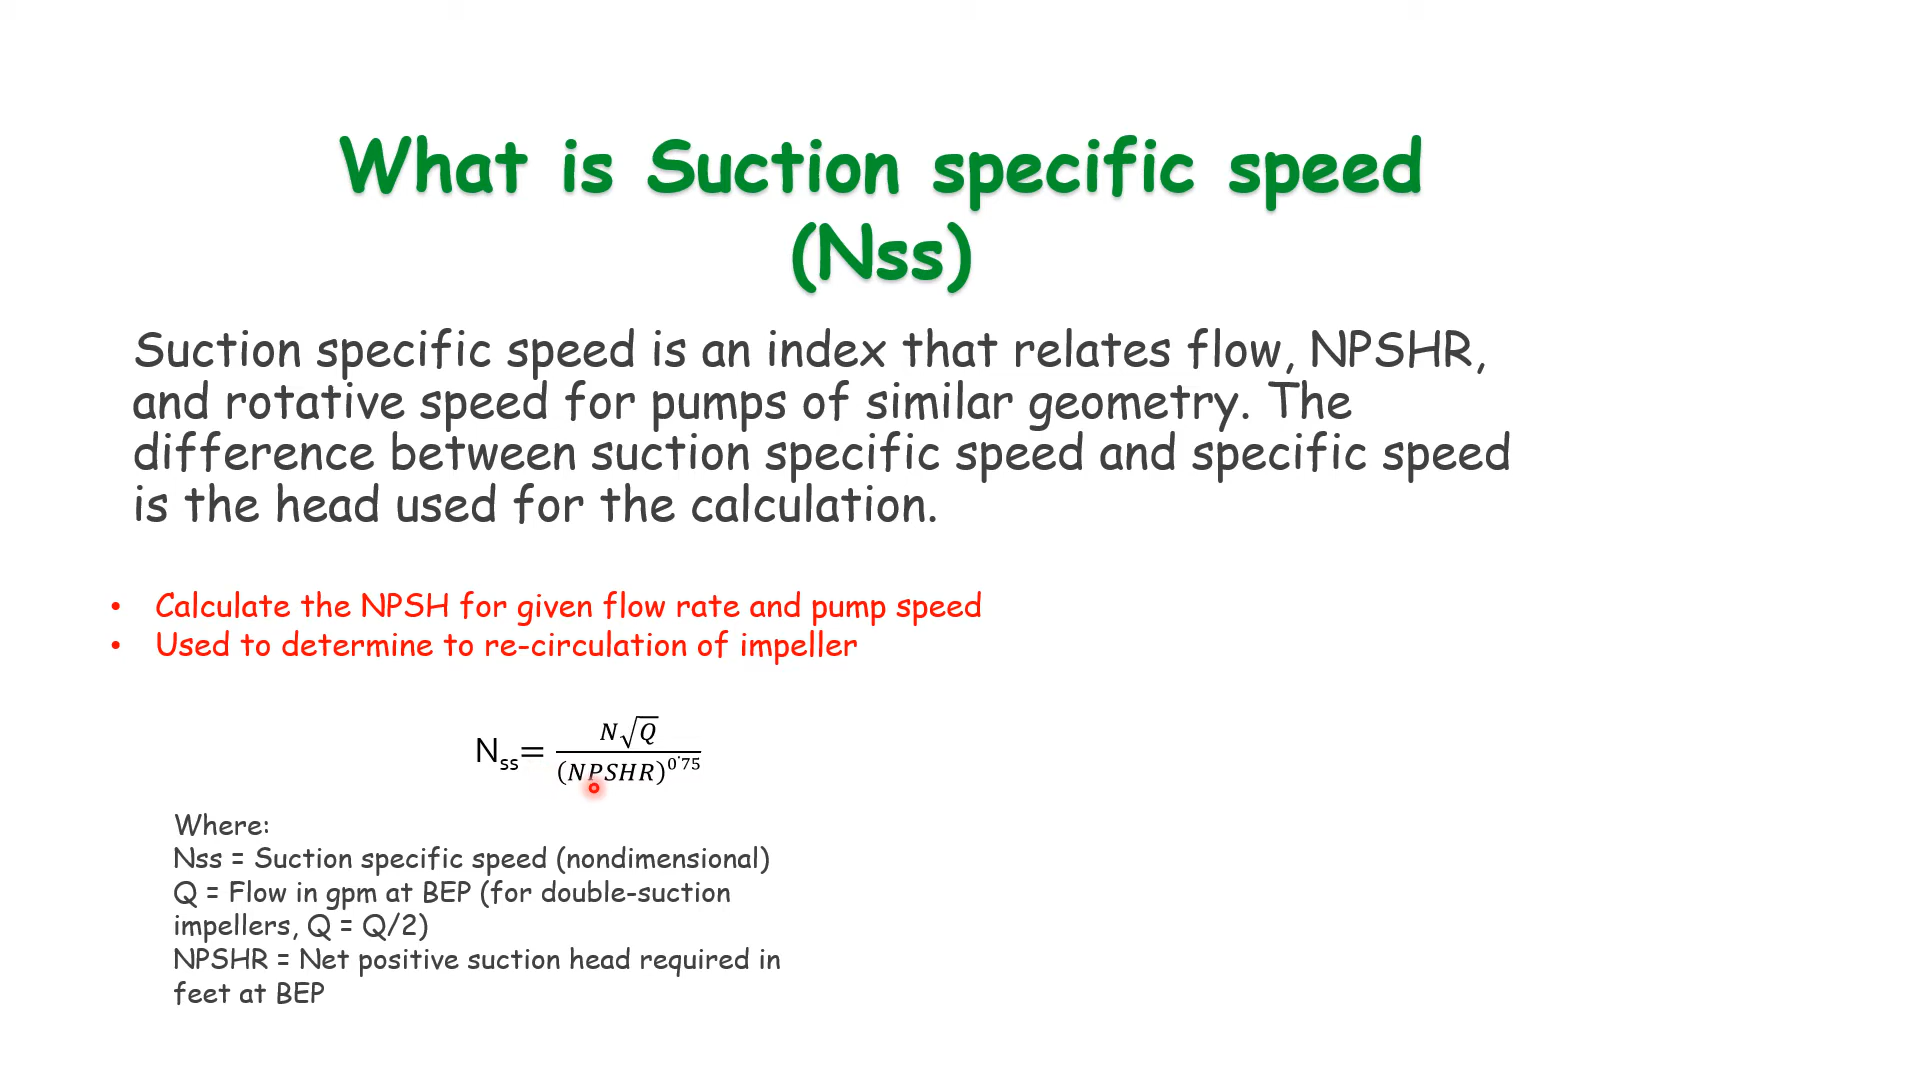 What is Suction specific speed
(Nss)
Suction specific speed is an index that relates flow, NPSHR,
and rotative speed for pumps of similar geometry. The
difference between suction specific speed and specific speed
is the head used for the calculation.
• Calculate the NPSH for given flow rate and pump speed
• Used to determine to re-circulation of impeller
N√Q
Nss= ———
(NPSHR)^0.75
Where:
Nss = Suction specific speed (nondimensional)
Q = Flow in gpm at BEP (for double-suction
impellers, Q = Q/2)
NPSHR = Net positive suction head required in
feet at BEP